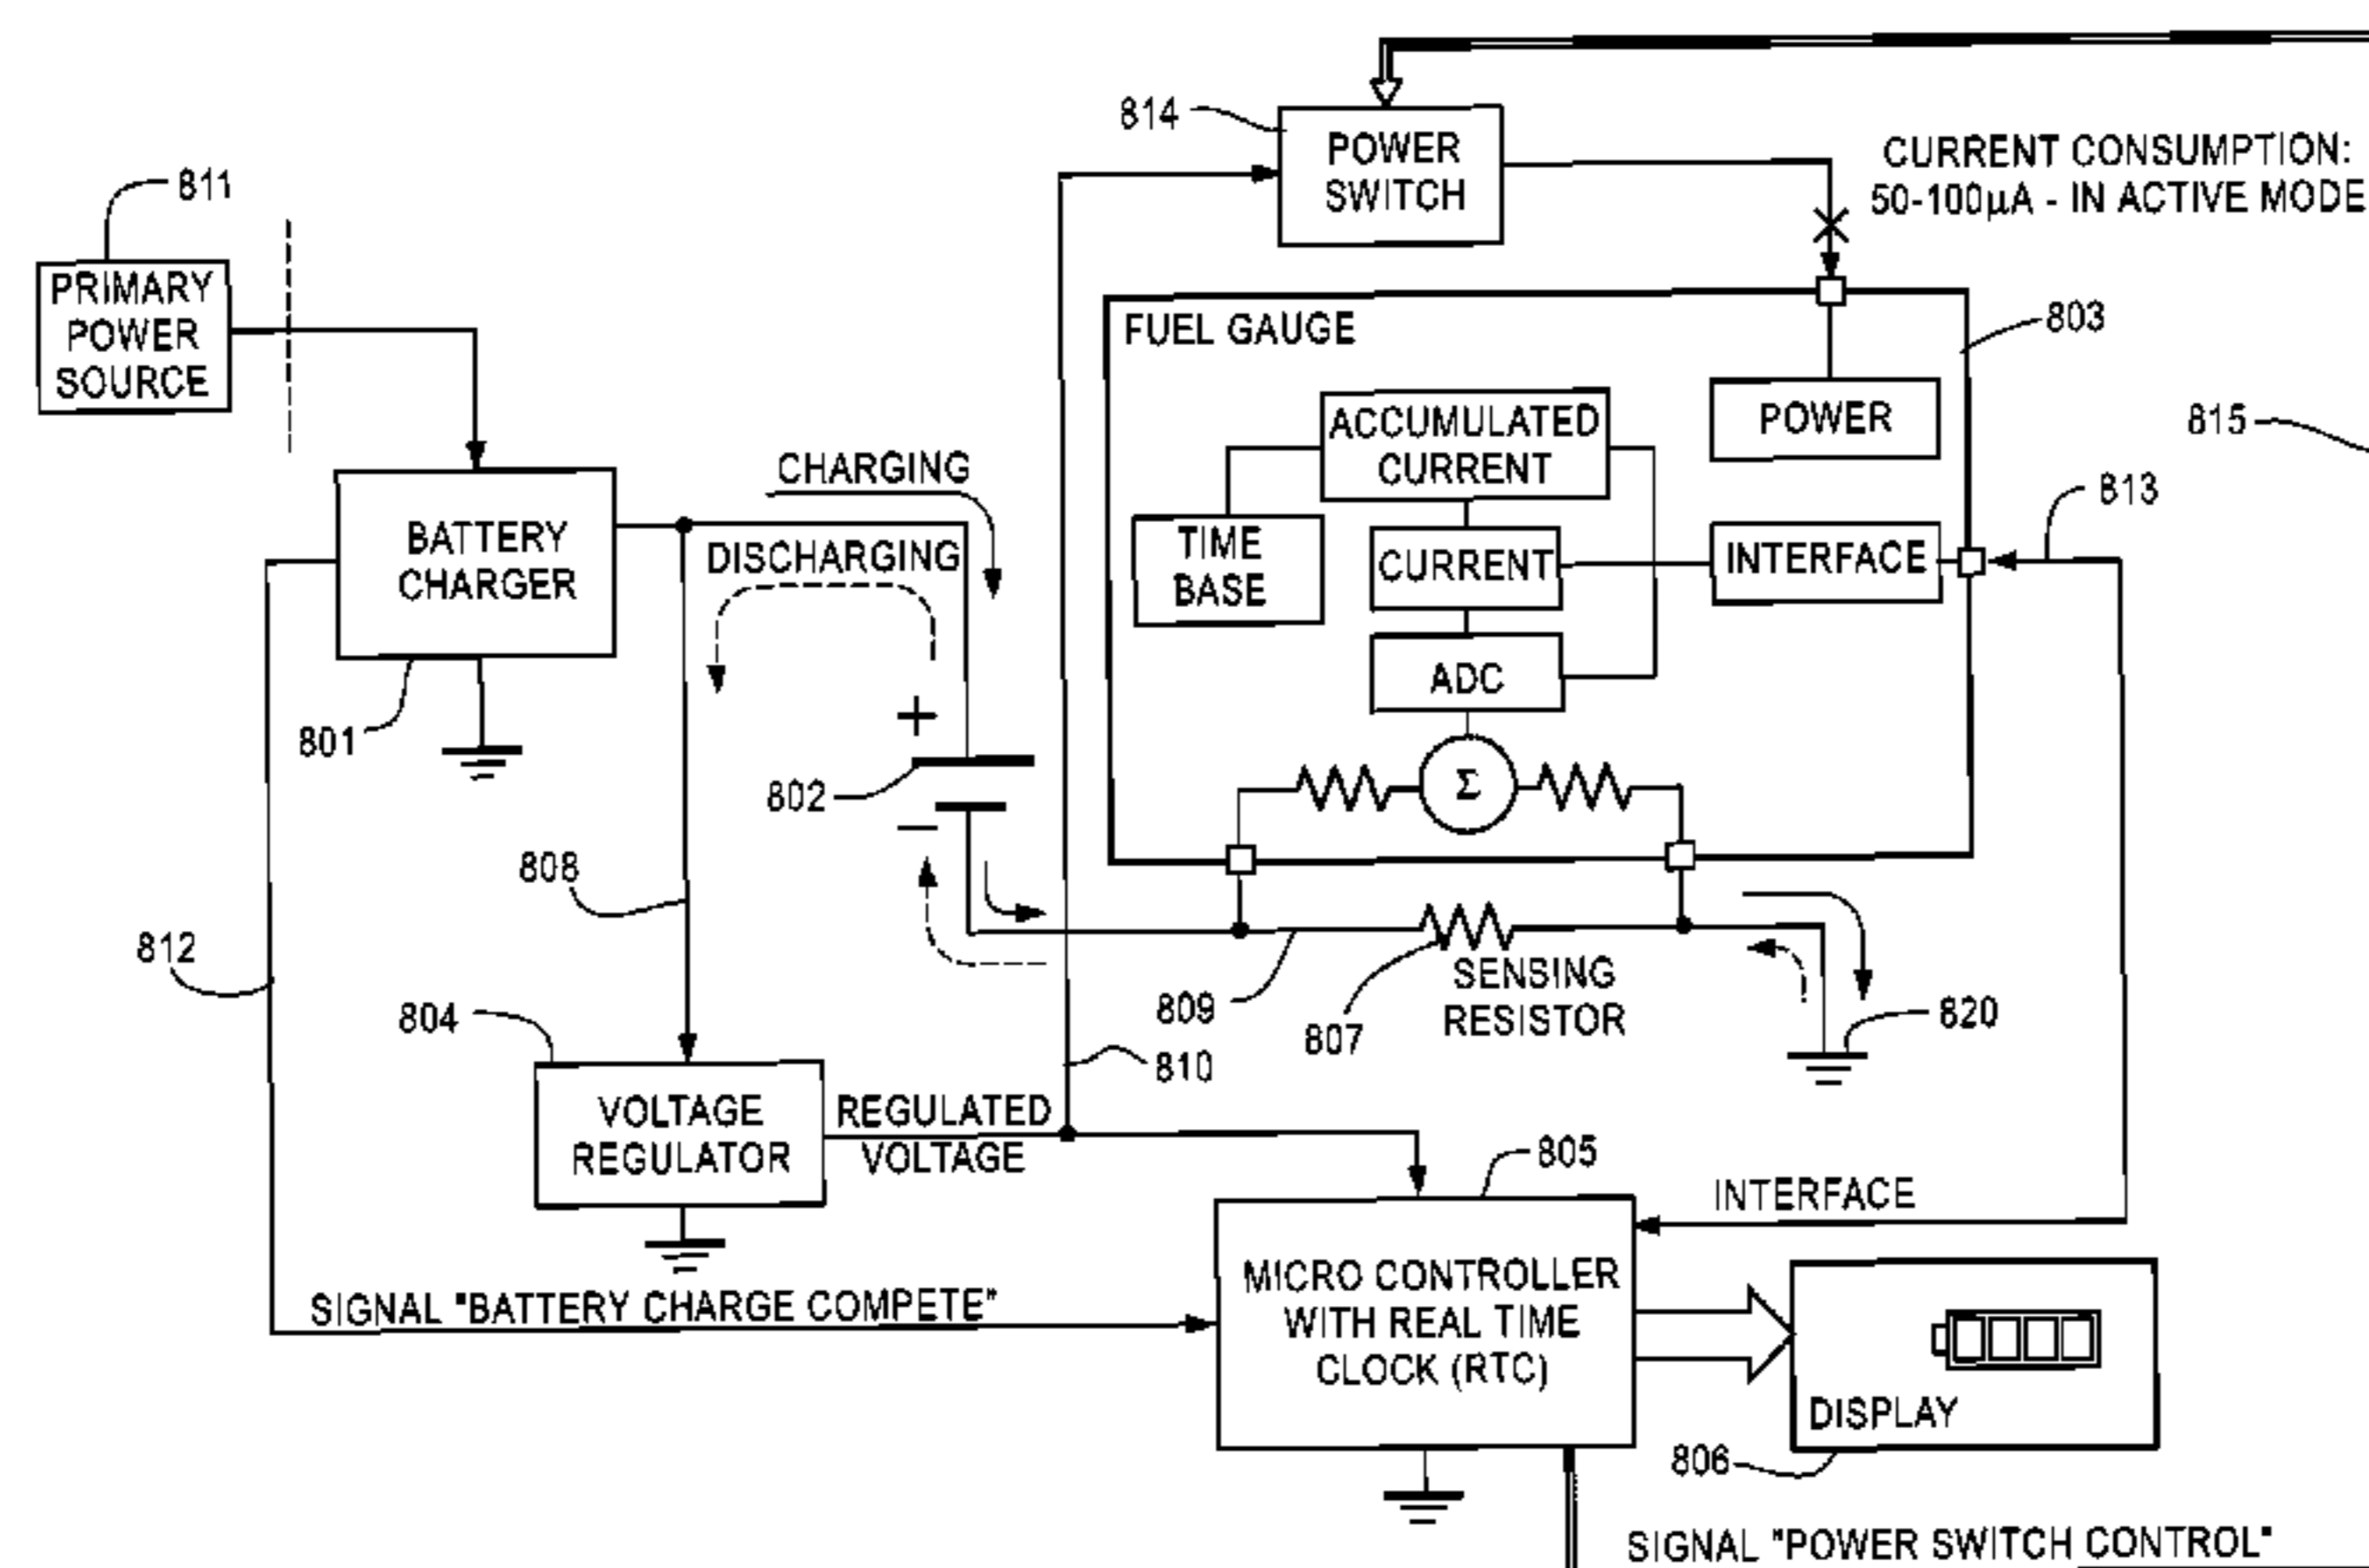 814
POWER
SWITCH
CURRENT CONSUMPTION:
50-100µA - IN ACTIVE MODE
811
PRIMARY
POWER
SOURCE
FUEL GAUGE
803
POWER
815
ACCUMULATED
CURRENT
813
TIME
BASE
CURRENT
INTERFACE
ADC
Σ
CHARGING
DISCHARGING
BATTERY
CHARGER
801
+
802
−
808
812
809
807
SENSING
RESISTOR
820
804
810
VOLTAGE
REGULATOR
REGULATED
VOLTAGE
805
INTERFACE
SIGNAL "BATTERY CHARGE COMPETE"
MICRO CONTROLLER
WITH REAL TIME
CLOCK (RTC)
DISPLAY
806
SIGNAL "POWER SWITCH CONTROL"